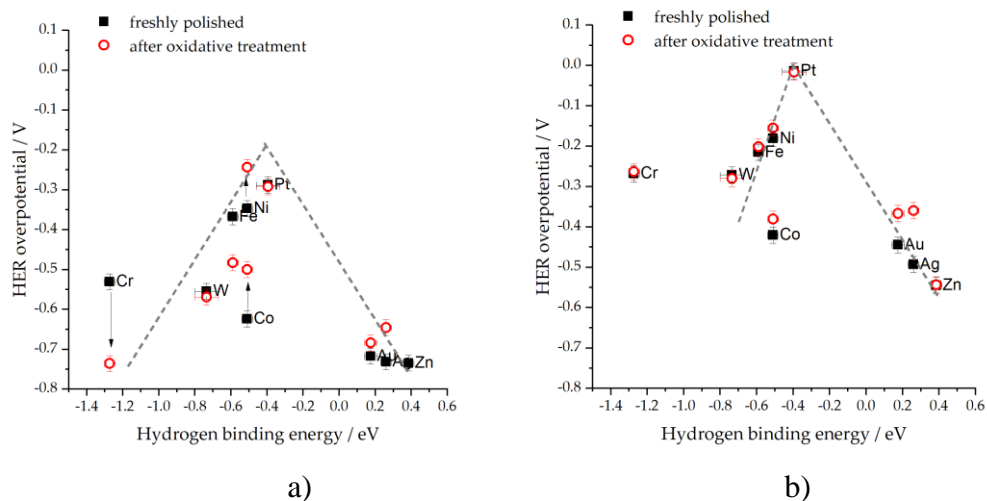 freshly polished
after oxidative treatment
0.1
0.0
-0.1
-0.2
-0.3
-0.4
-0.5
-0.6
-0.7
-0.8
HER overpotential / V
Pt
Ni
Fe
Cr
W
Co
Au
Ag
Zn
-1.4 -1.2 -1.0 -0.8 -0.6 -0.4 -0.2 0.0 0.2 0.4 0.6
Hydrogen binding energy / eV
a)
freshly polished
after oxidative treatment
0.1
0.0
-0.1
-0.2
-0.3
-0.4
-0.5
-0.6
-0.7
-0.8
HER overpotential / V
Pt
Ni
Fe
Cr
W
Co
Au
Ag
Zn
-1.4 -1.2 -1.0 -0.8 -0.6 -0.4 -0.2 0.0 0.2 0.4 0.6
Hydrogen binding energy / eV
b)